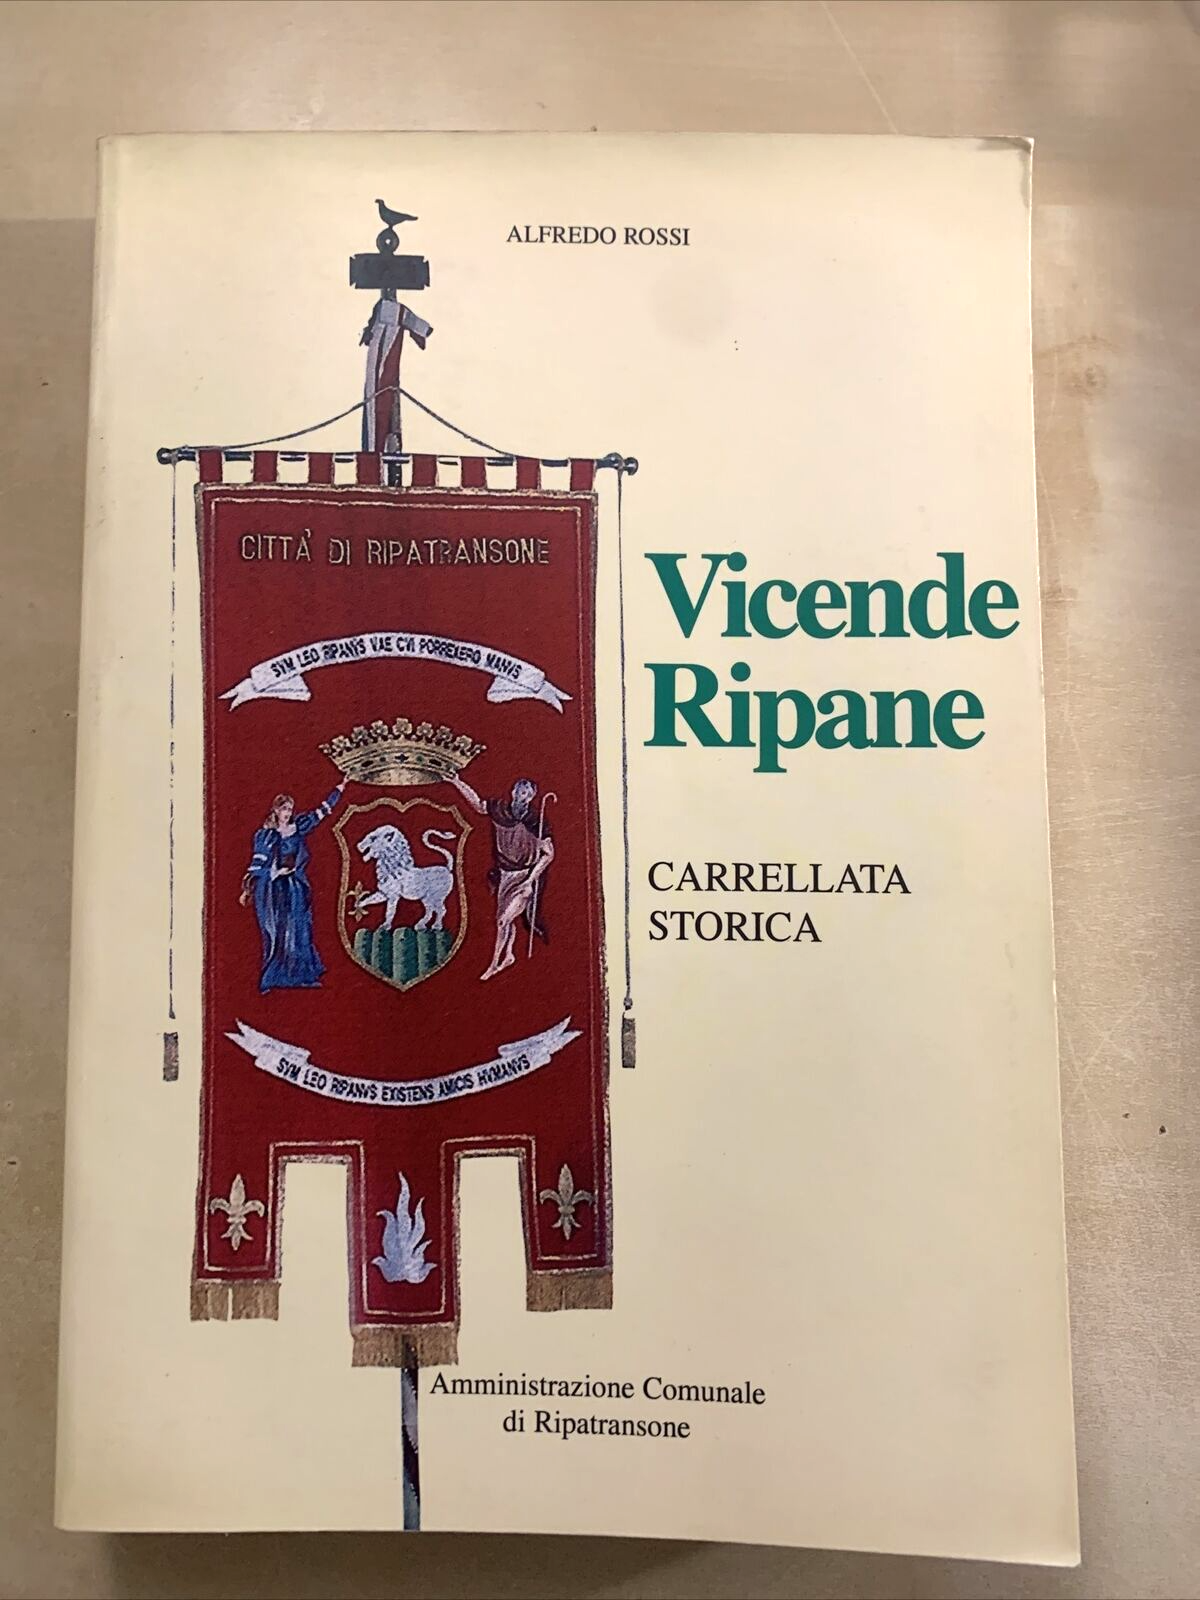 ALFREDO ROSSI
CITTÀ DI RIPATRANSONE
SVM LEO RIPANVS VAE CVI PORREXERO MANVS
Vicende
Ripane
CARRELLATA
STORICA
SVM LEO RIPANVS EXISTENS AMICIS HVMANVS
Amministrazione Comunale
di Ripatransone